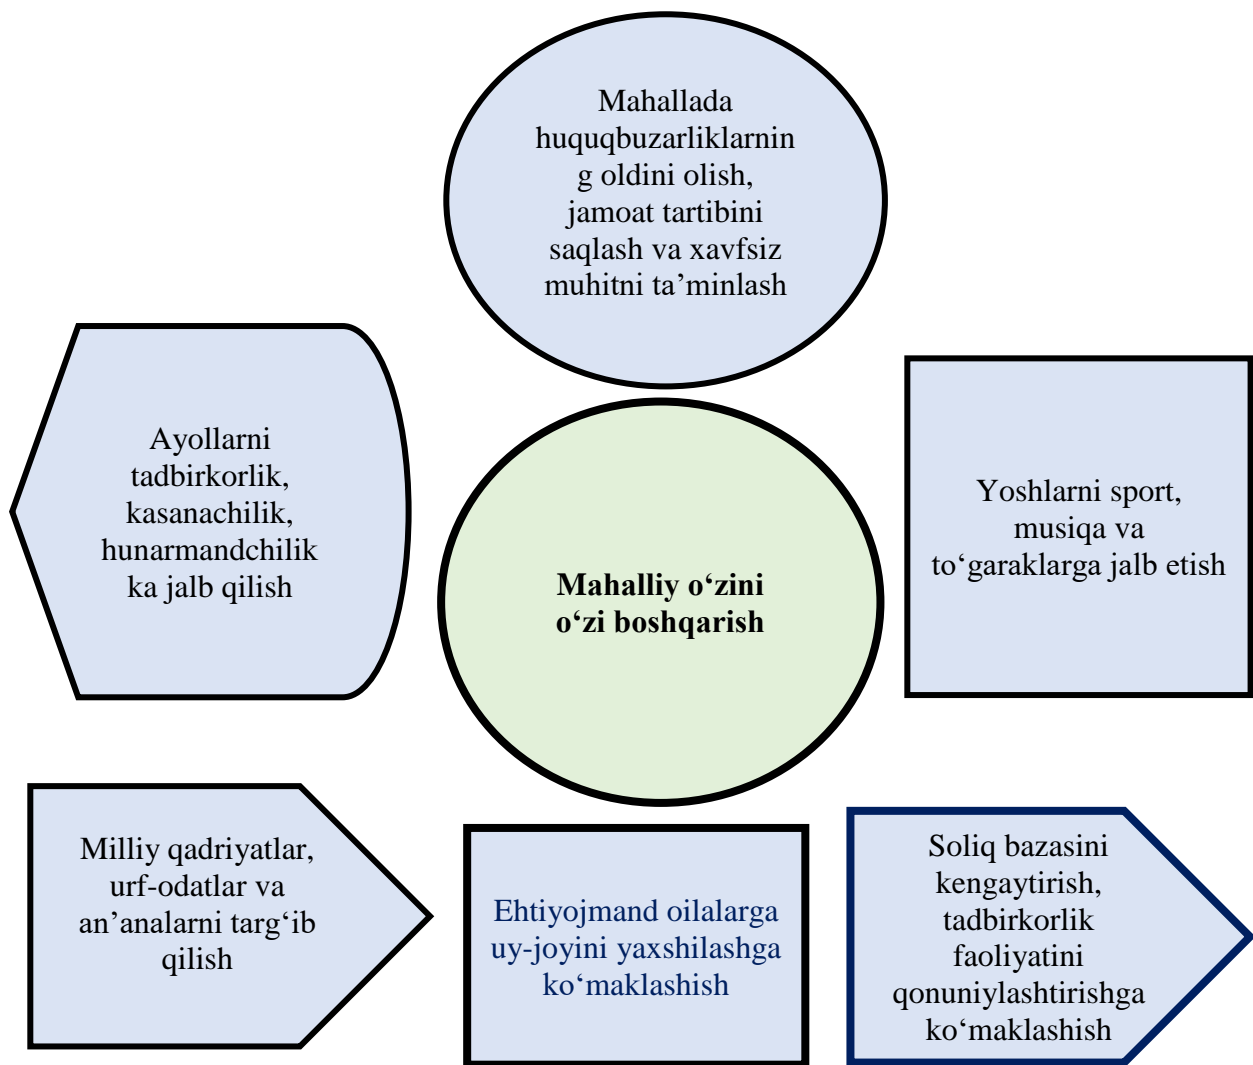 Mahallada
huquqbuzarliklarnin
g oldini olish,
jamoat tartibini
saqlash va xavfsiz
muhitni ta’minlash
Ayollarni
tadbirkorlik,
kasanachilik,
hunarmandchilik
ka jalb qilish
Mahalliy o‘zini
o‘zi boshqarish
Yoshlarni sport,
musiqa va
to‘garaklarga jalb etish
Milliy qadriyatlar,
urf-odatlar va
an’analarni targ‘ib
qilish
Ehtiyojmand oilalarga
uy-joyini yaxshilashga
ko‘maklashish
Soliq bazasini
kengaytirish,
tadbirkorlik
faoliyatini
qonuniylashtirishga
ko‘maklashish